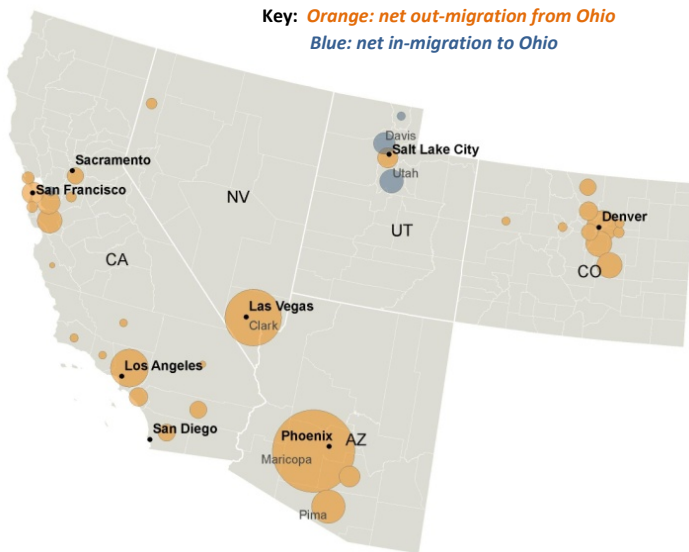 Key: Orange: net out-migration from Ohio
Blue: net in-migration to Ohio
Davis
Salt Lake City
Utah
Sacramento
San Francisco
NV
UT
Denver
CO
CA
Las Vegas
Clark
Los Angeles
San Diego
Phoenix
AZ
Maricopa
Pima